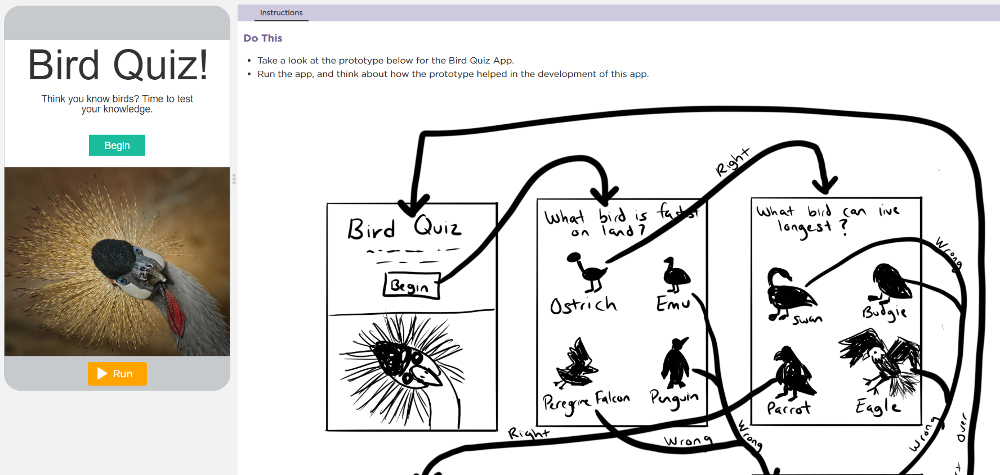 Bird Quiz!
Think you know birds? Time to test
your knowledge.
Begin
Run
Instructions
Do This
• Take a look at the prototype below for the Bird Quiz App.
• Run the app, and think about how the prototype helped in the development of this app.
Bird Quiz
Begin
What bird is fastest
on land?
Ostrich
Emu
Peregrine Falcon
Penguin
Right
What bird can live
longest?
Swan
Budgie
Parrot
Eagle
Wrong
Right
Wrong
Wrong
Wrong
Over